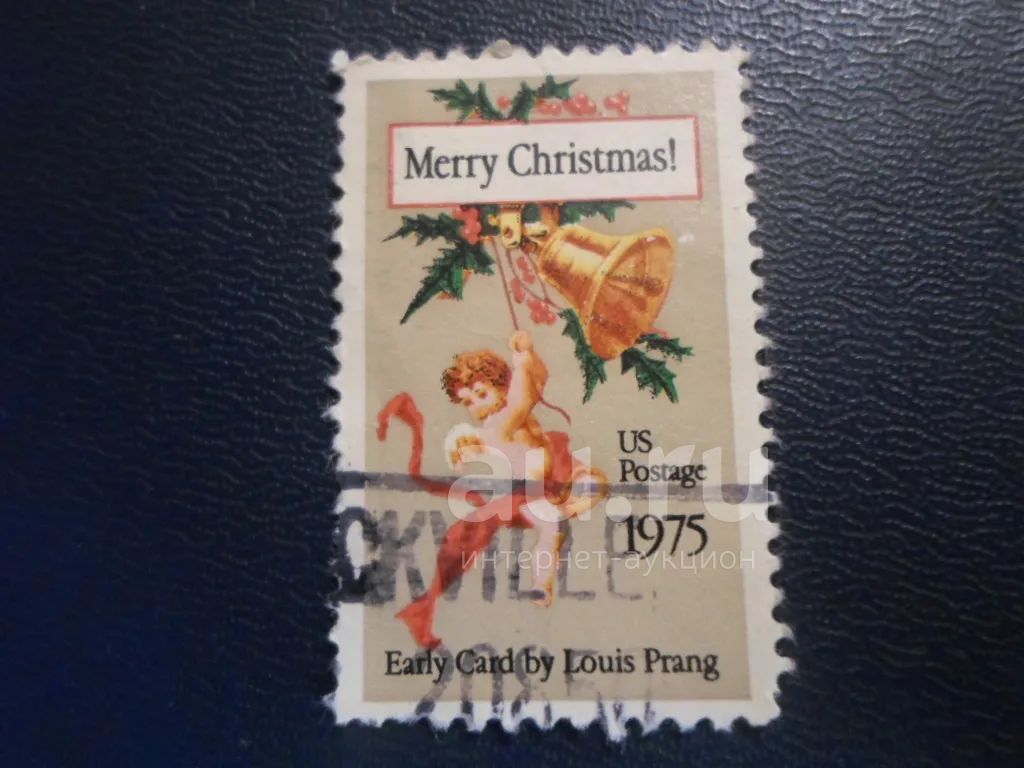 Merry Christmas!
US
Postage
1975
au.ru
интернет-аукцион
Early Card by Louis Prang